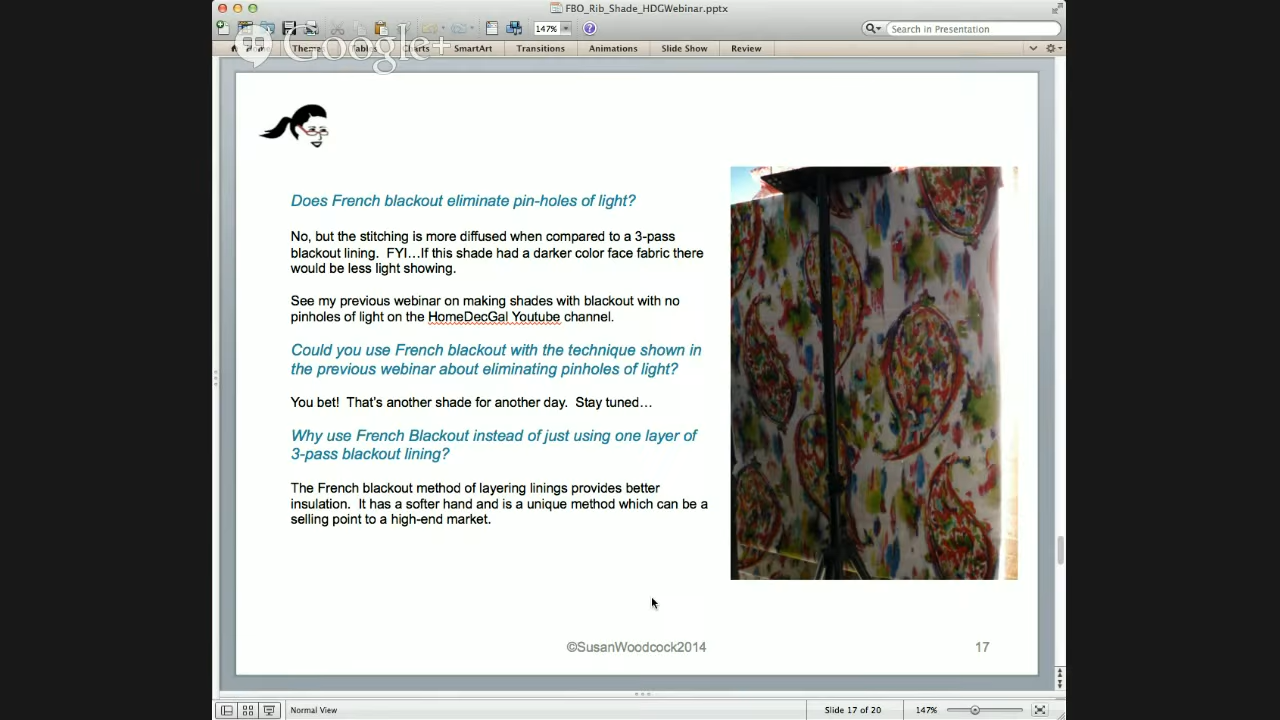 FBO_Rib_Shade_HDGWebinar.pptx
147%
Search in Presentation
Google+
Tables
Charts
SmartArt
Transitions
Animations
Slide Show
Review
Does French blackout eliminate pin-holes of light?
No, but the stitching is more diffused when compared to a 3-pass
blackout lining.  FYI…If this shade had a darker color face fabric there
would be less light showing.
See my previous webinar on making shades with blackout with no
pinholes of light on the HomeDecGal Youtube channel.
Could you use French blackout with the technique shown in
the previous webinar about eliminating pinholes of light?
You bet!  That's another shade for another day.  Stay tuned…
Why use French Blackout instead of just using one layer of
3-pass blackout lining?
The French blackout method of layering linings provides better
insulation.  It has a softer hand and is a unique method which can be a
selling point to a high-end market.
©SusanWoodcock2014
17
Normal View
Slide 17 of 20
147%